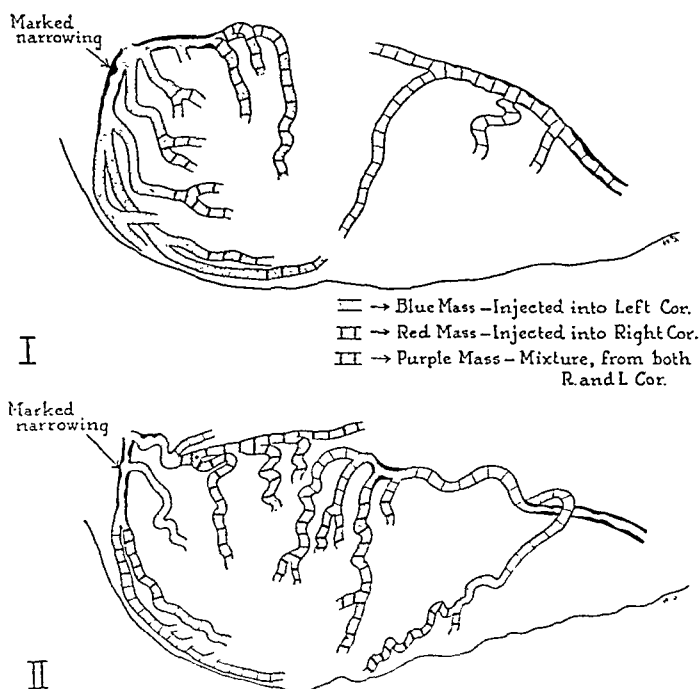 Marked
narrowing
I
= → Blue Mass – Injected into Left Cor.
→ Red Mass – Injected into Right Cor.
→ Purple Mass – Mixture, from both
R. and L Cor.
Marked
narrowing
II